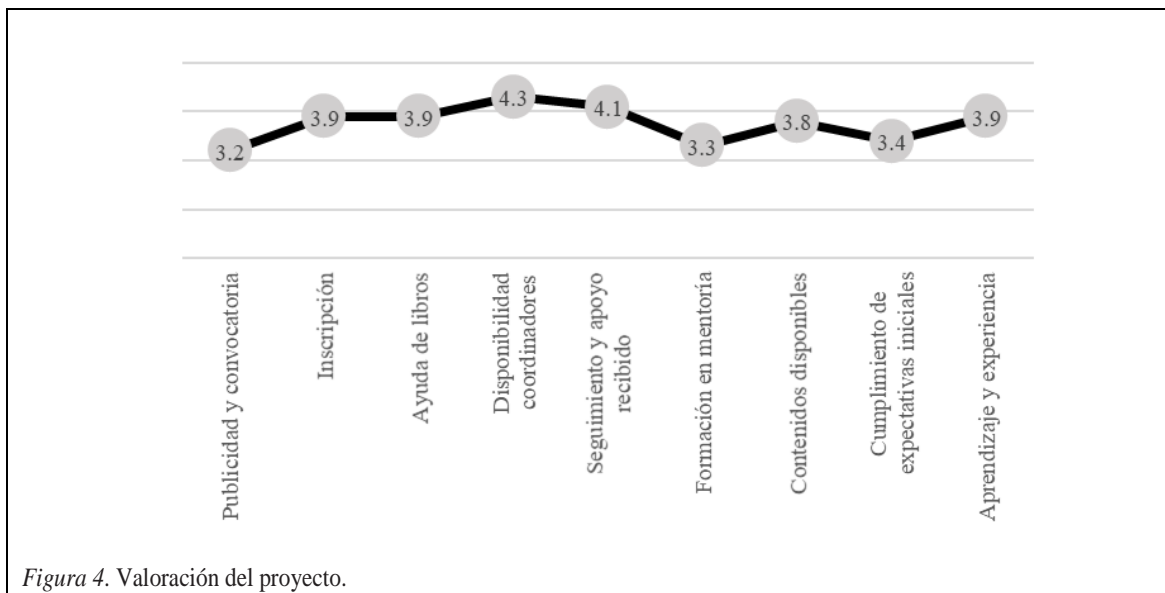 3.2
3.9
3.9
4.3
4.1
3.3
3.8
3.4
3.9
Publicidad y convocatoria
Inscripción
Ayuda de libros
Disponibilidad
coordinadores
Seguimiento y apoyo
recibido
Formación en mentoría
Contenidos disponibles
Cumplimiento de
expectativas iniciales
Aprendizaje y experiencia
Figura 4. Valoración del proyecto.